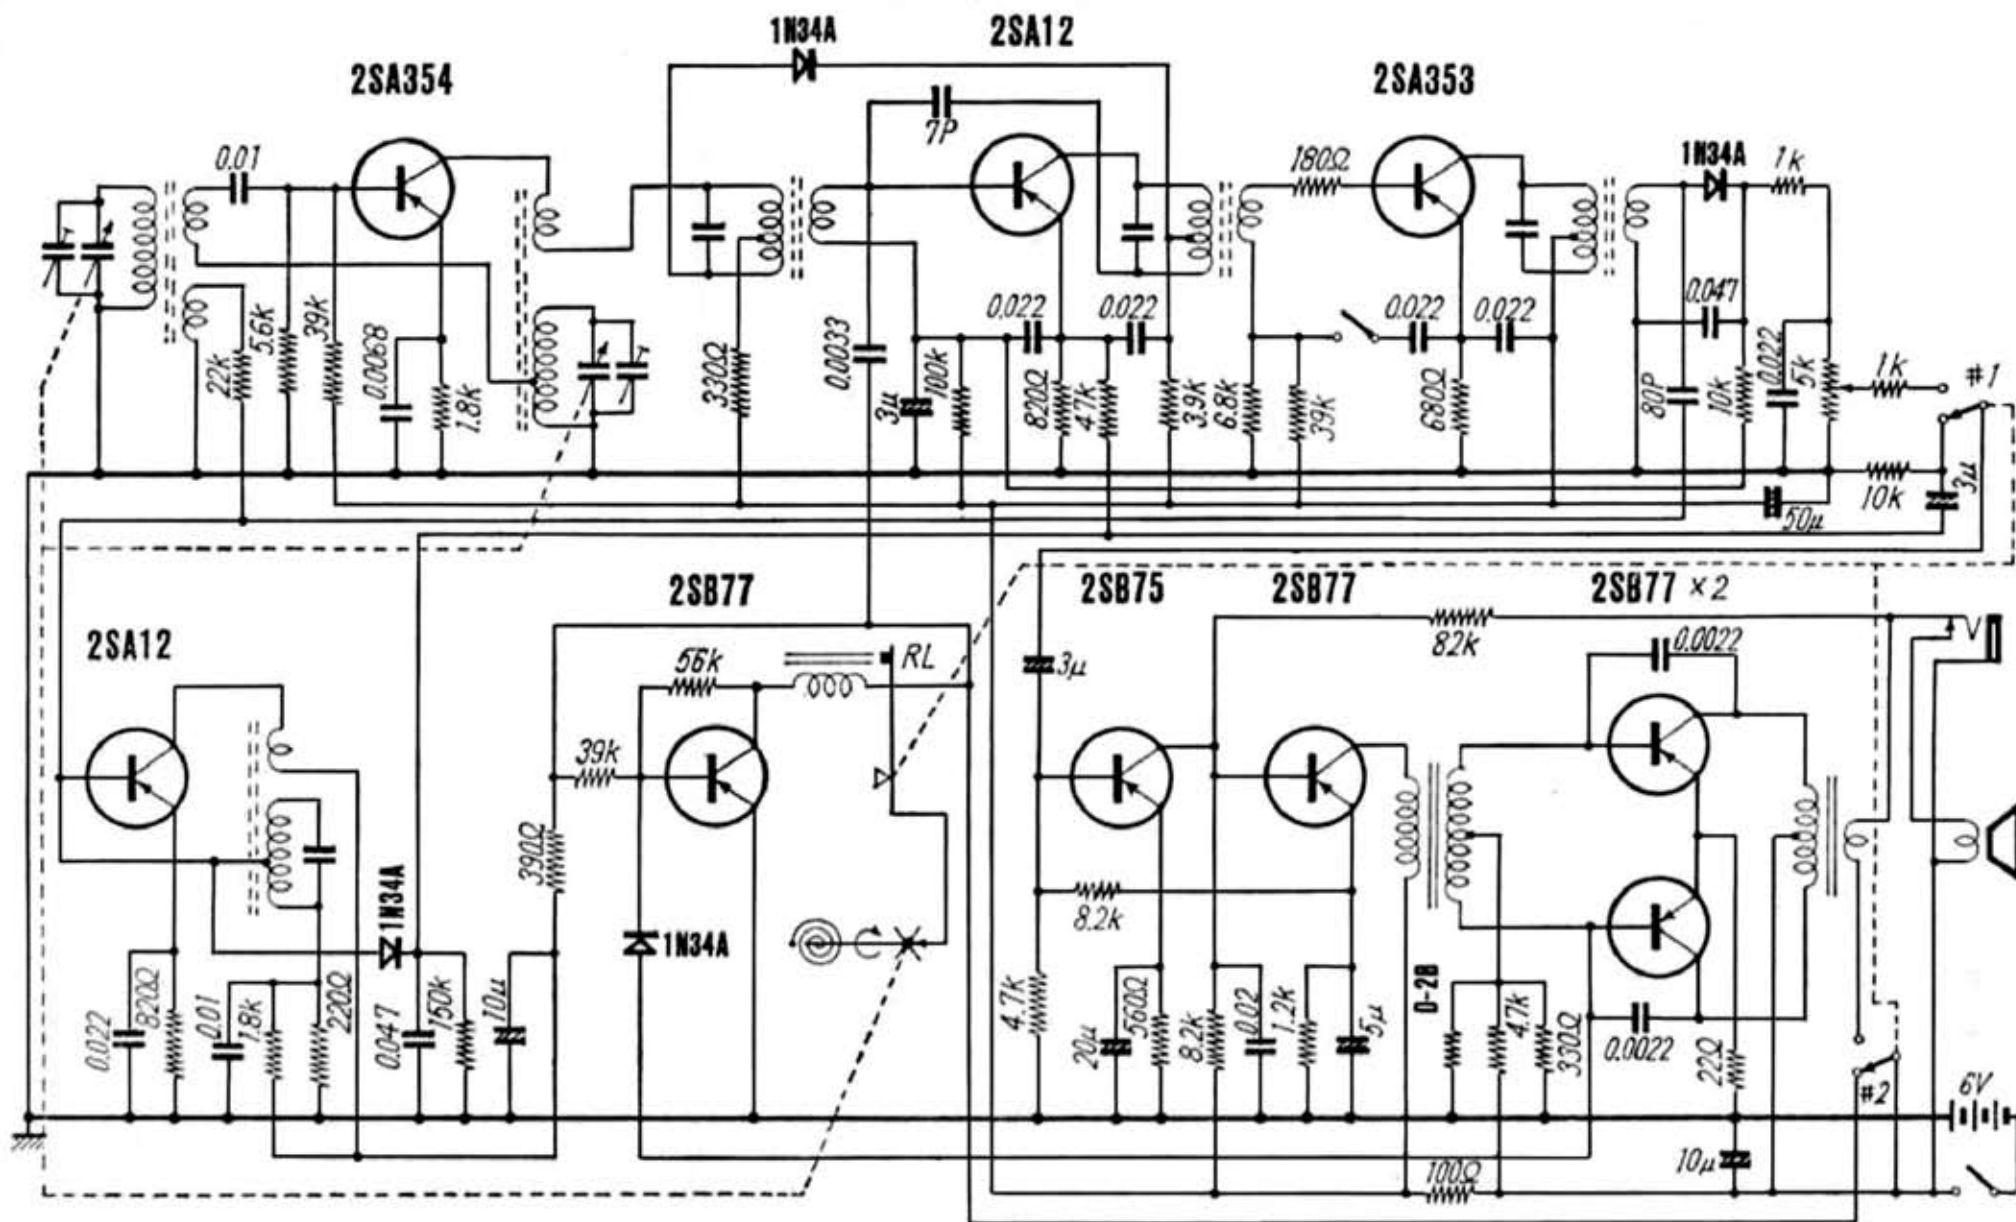 1N34A
2SA12
2SA354
2SA353
7P
0.01
180Ω
1N34A
1k
0.022
0.022
0.022
0.022
0.047
22k
5.6k
39k
0.0068
1.8k
330Ω
0.0033
3μ
100k
820Ω
47k
3.9k
6.8k
39k
680Ω
80P
10k
0.022
5k
1k
#1
10k
3μ
50μ
2SA12
2SB77
2SB75
2SB77
2SB77 ×2
56k
RL
3μ
82k
0.0022
39k
390Ω
1N34A
1N34A
8.2k
D-2B
0.022
820Ω
0.01
1.8k
220Ω
0.047
150k
10μ
4.7k
20μ
560Ω
8.2k
0.02
1.2k
5μ
4.7k
330Ω
0.0022
22Ω
#2
6V
100Ω
10μ